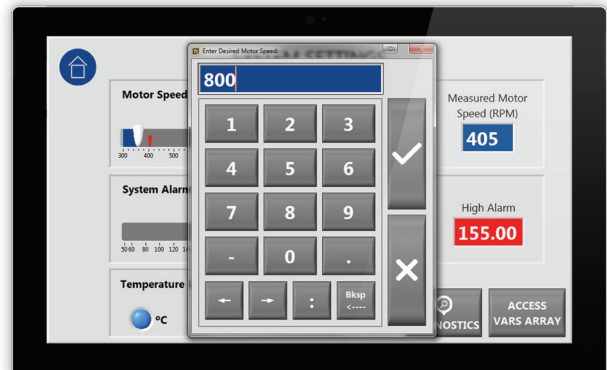 Enter Desired Motor Speed:
SYSTEM SETTINGS
800
Motor Speed
300 400 500
1 2 3
4 5 6
7 8 9
- 0 .
← → : Bksp
<----
Measured Motor
Speed (RPM)
405
System Alarm
50 60 80 100 120
High Alarm
155.00
Temperature
°C
ACCESS
VARS ARRAY